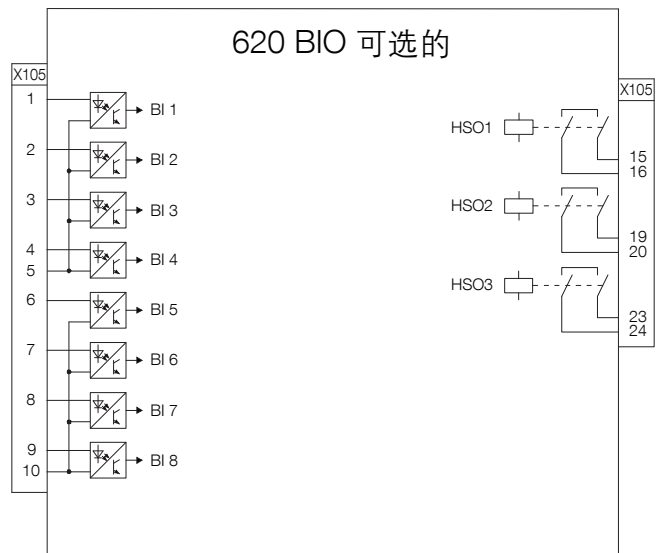 620 BIO 可选的
X105
1
BI 1
2
BI 2
3
BI 3
4
5
BI 4
6
BI 5
7
BI 6
8
BI 7
9
10
BI 8
X105
HSO1
15
16
HSO2
19
20
HSO3
23
24